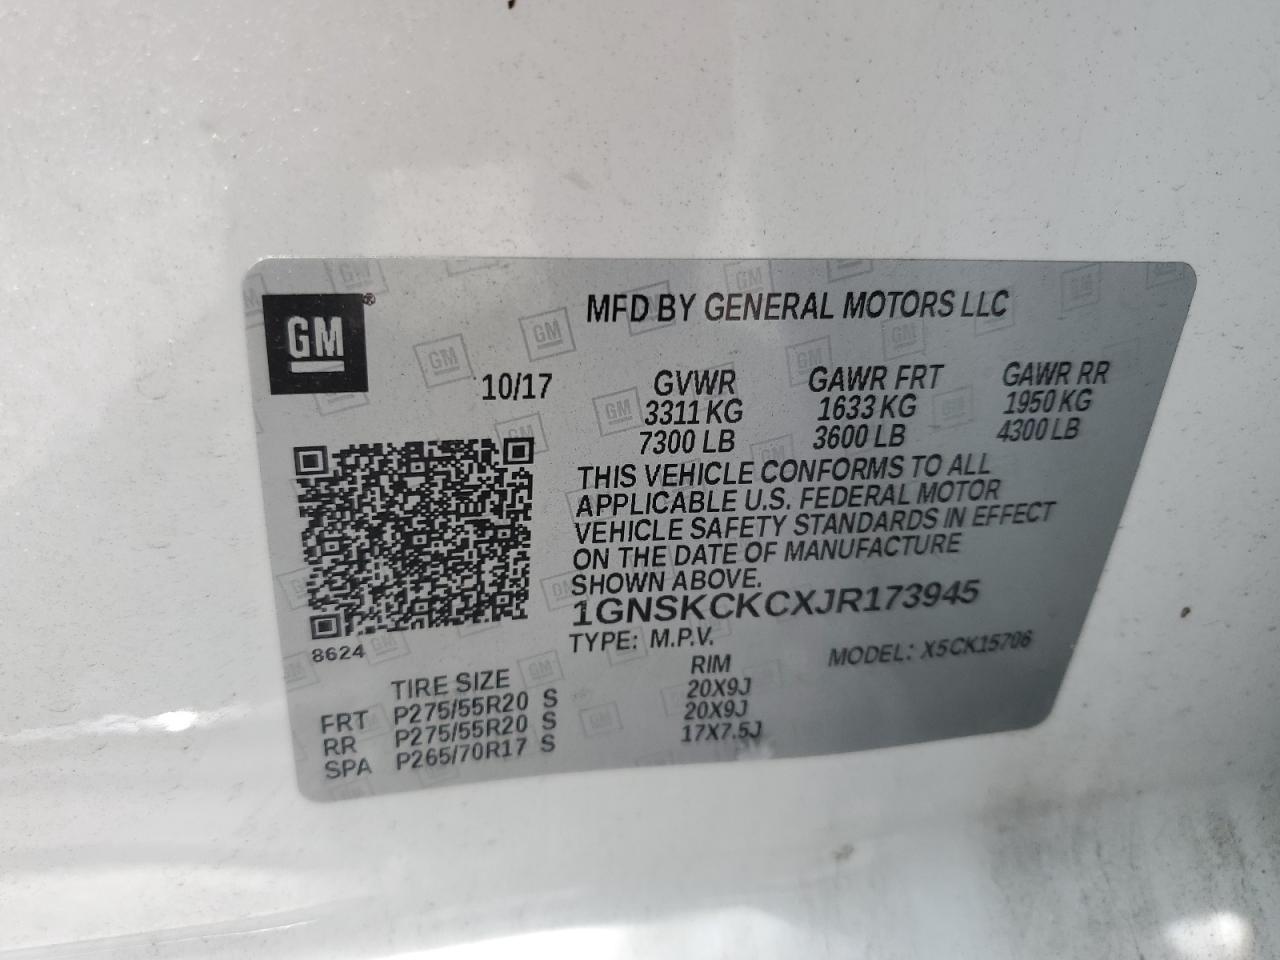 GM®
MFD BY GENERAL MOTORS LLC
10/17 GVWR GAWR FRT GAWR RR
3311 KG 1633 KG 1950 KG
7300 LB 3600 LB 4300 LB
THIS VEHICLE CONFORMS TO ALL
APPLICABLE U.S. FEDERAL MOTOR
VEHICLE SAFETY STANDARDS IN EFFECT
ON THE DATE OF MANUFACTURE
SHOWN ABOVE.
1GNSKCKCXJR173945
8624 TYPE: M.P.V. MODEL: X5CK15706
TIRE SIZE RIM
FRT P275/55R20 S 20X9J
RR P275/55R20 S 20X9J
SPA P265/70R17 S 17X7.5J